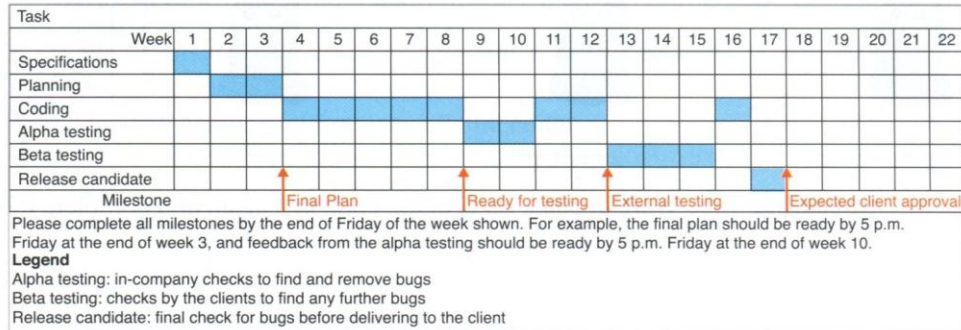 Task
Week 1 2 3 4 5 6 7 8 9 10 11 12 13 14 15 16 17 18 19 20 21 22
Specifications
Planning
Coding
Alpha testing
Beta testing
Release candidate
Milestone Final Plan Ready for testing External testing Expected client approval
Please complete all milestones by the end of Friday of the week shown. For example, the final plan should be ready by 5 p.m.
Friday at the end of week 3, and feedback from the alpha testing should be ready by 5 p.m. Friday at the end of week 10.
Legend
Alpha testing: in-company checks to find and remove bugs
Beta testing: checks by the clients to find any further bugs
Release candidate: final check for bugs before delivering to the client